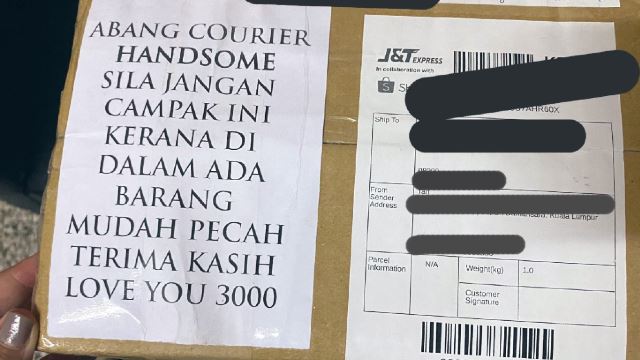 ABANG COURIER
HANDSOME
SILA JANGAN
CAMPAK INI
KERANA DI
DALAM ADA
BARANG
MUDAH PECAH
TERIMA KASIH
LOVE YOU 3000
J&T EXPRESS
In collaboration with
Ship To
From
Sender
Address
Kuala Lumpur
Parcel
Information
N/A
Weight(kg)
1.0
Customer
Signature